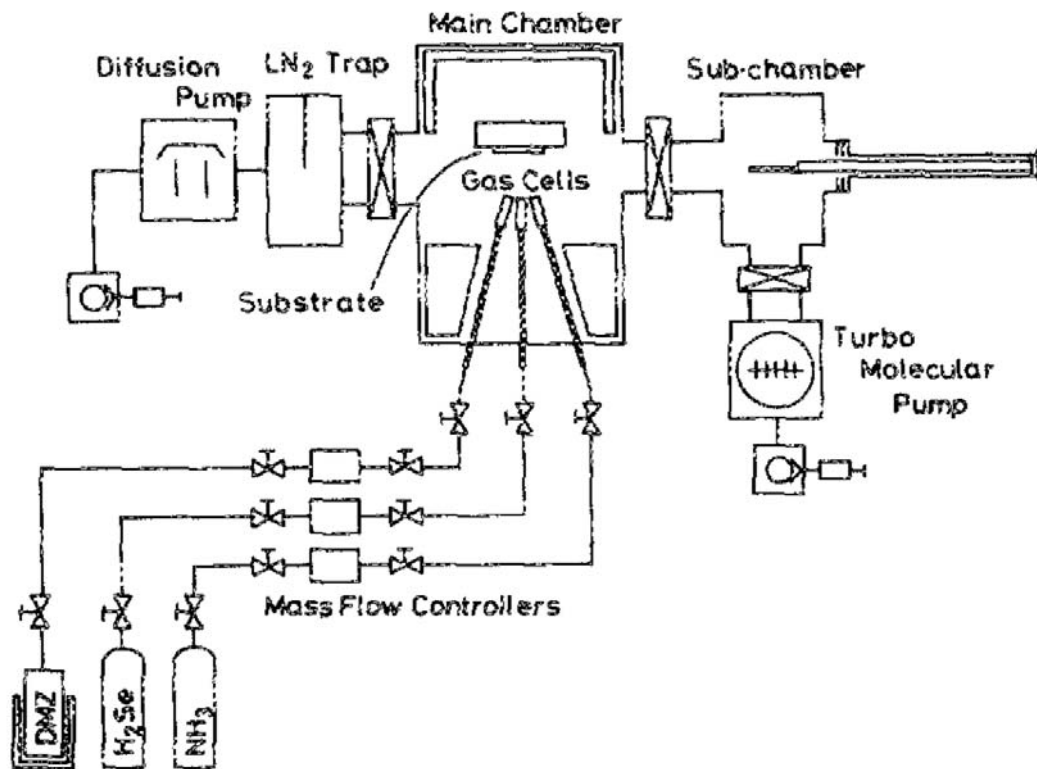 Main Chamber
LN₂ Trap
Diffusion
Pump
Sub-chamber
Gas Cells
Substrate
Turbo
Molecular
Pump
Mass Flow Controllers
DMZ
H₂Se
NH₃